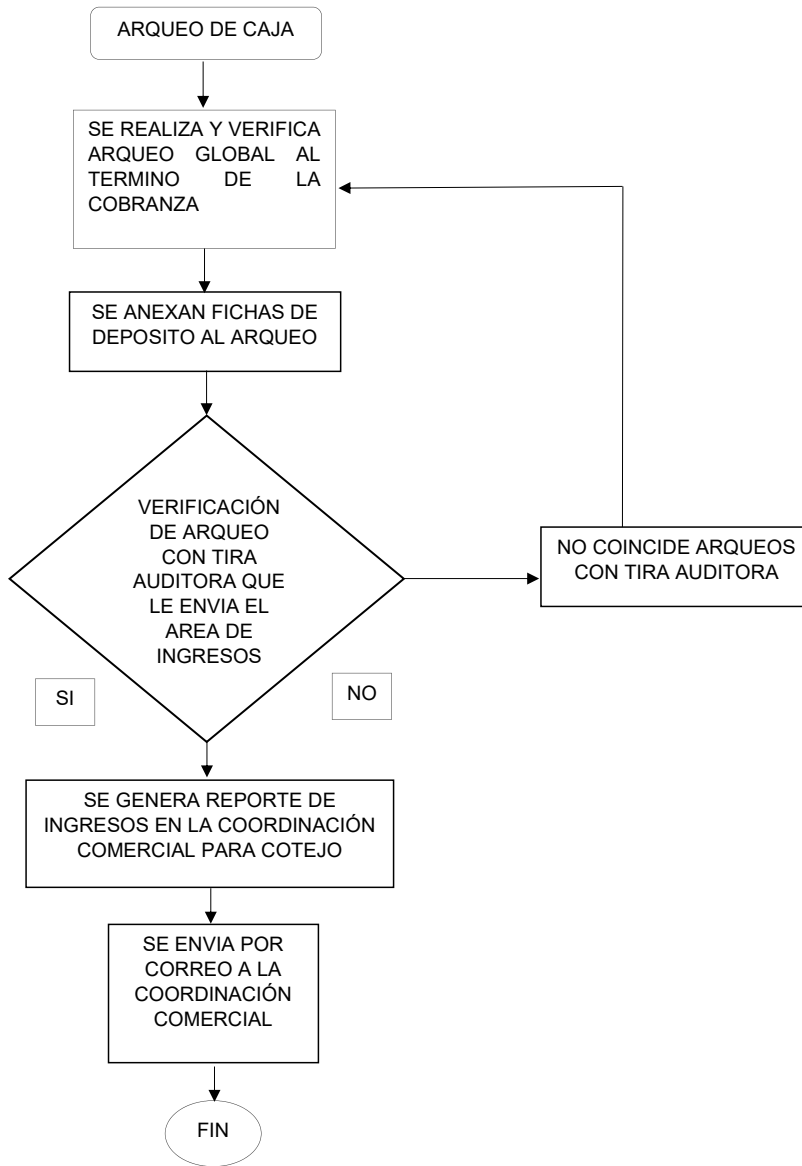 ARQUEO DE CAJA
SE REALIZA Y VERIFICA
ARQUEO GLOBAL AL
TERMINO DE LA
COBRANZA
SE ANEXAN FICHAS DE
DEPOSITO AL ARQUEO
VERIFICACIÓN
DE ARQUEO
CON TIRA
AUDITORA QUE
LE ENVIA EL
AREA DE
INGRESOS
NO COINCIDE ARQUEOS
CON TIRA AUDITORA
SI
NO
SE GENERA REPORTE DE
INGRESOS EN LA COORDINACIÓN
COMERCIAL PARA COTEJO
SE ENVIA POR
CORREO A LA
COORDINACIÓN
COMERCIAL
FIN